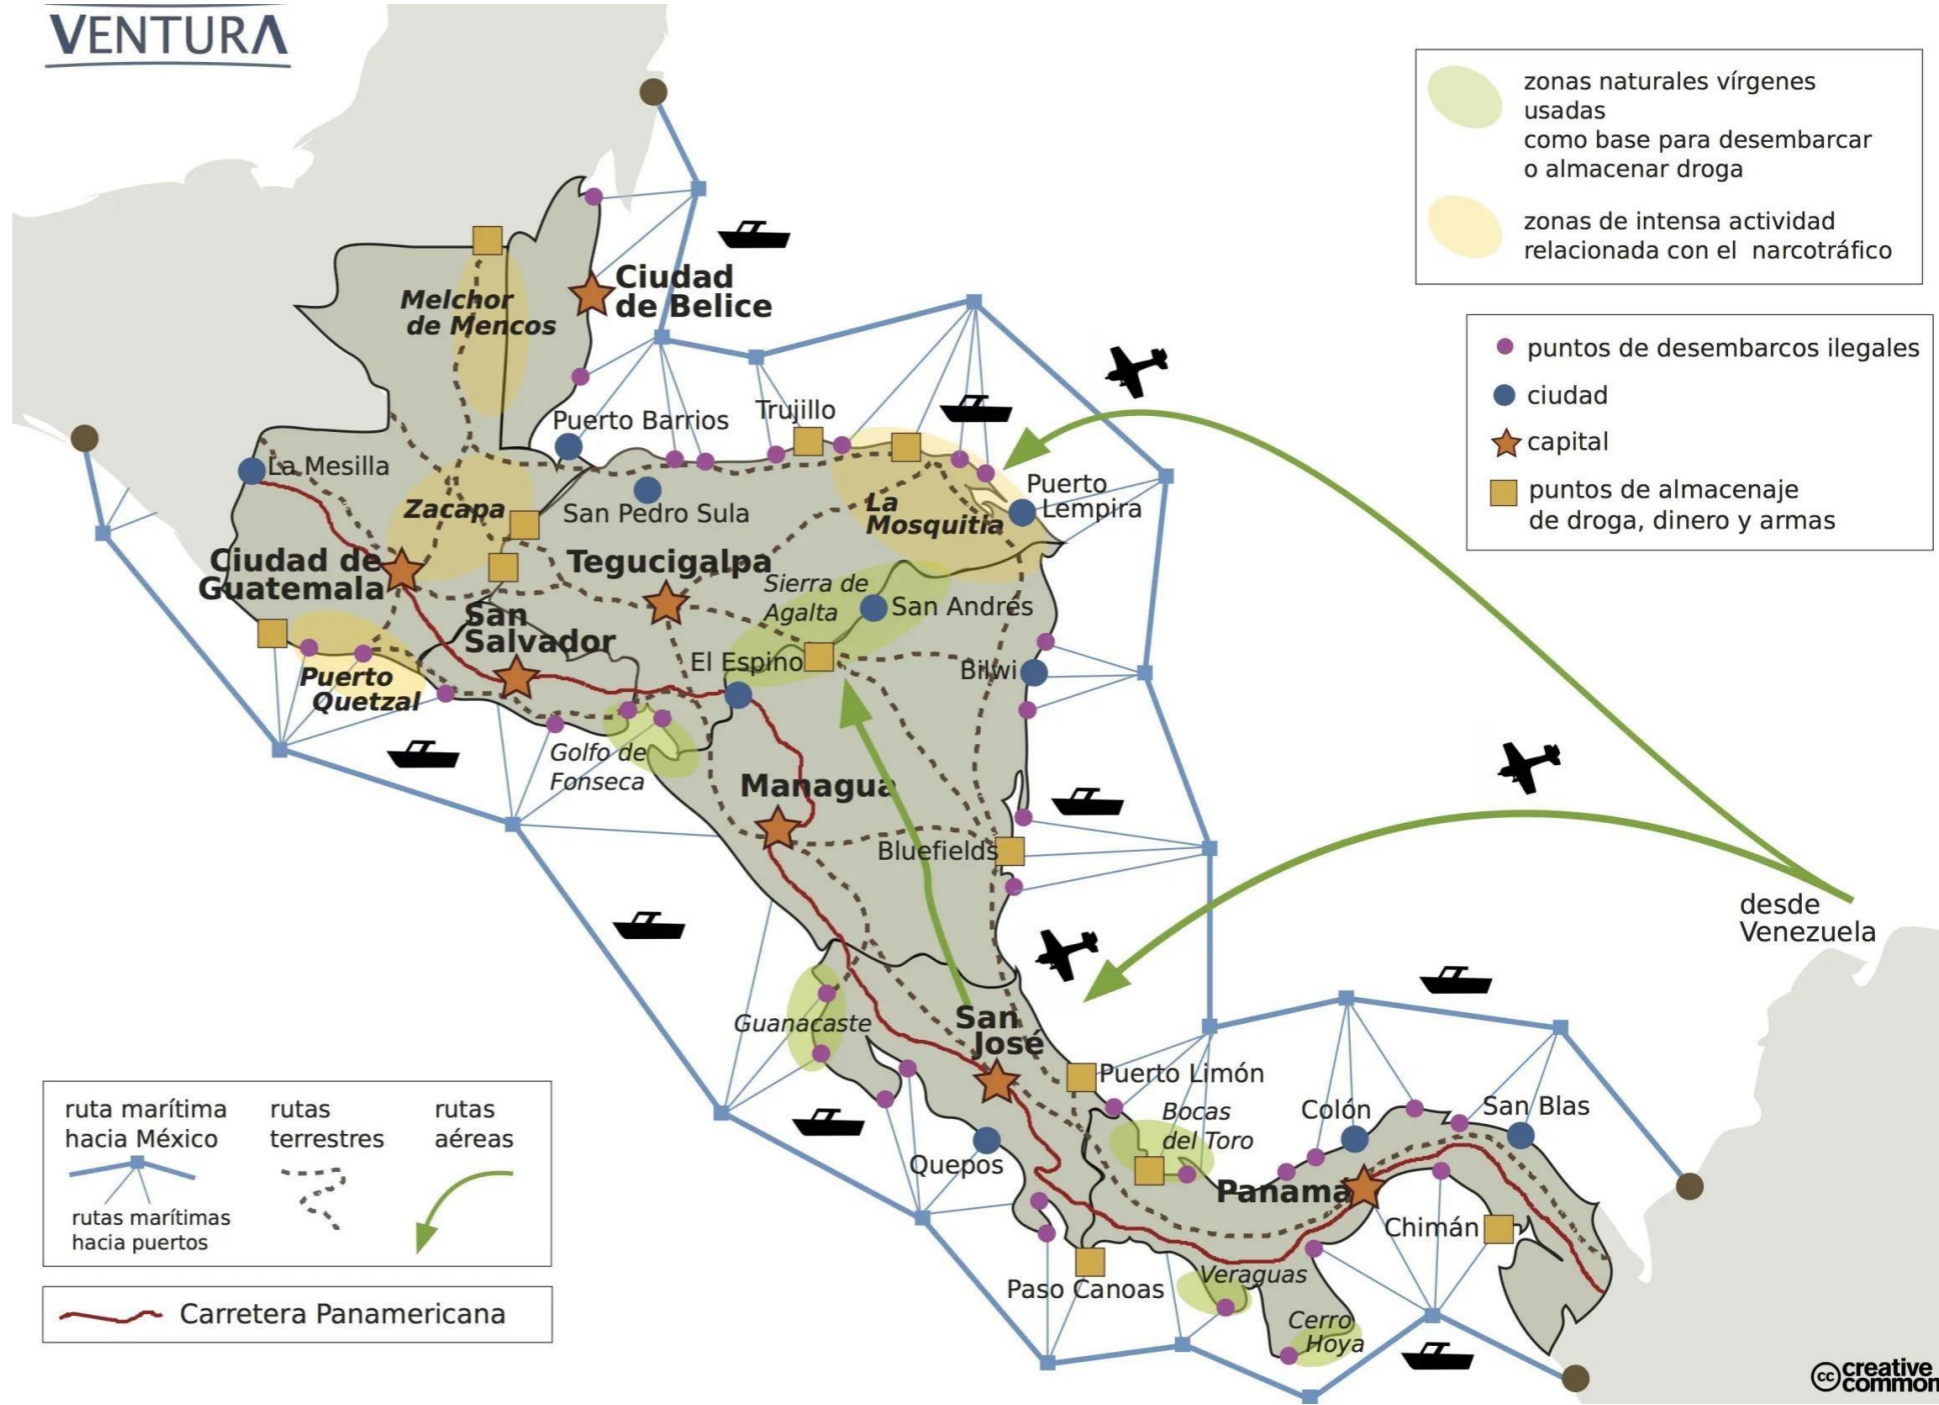 VENTURA
zonas naturales vírgenes
usadas
como base para desembarcar
o almacenar droga
zonas de intensa actividad
relacionada con el narcotráfico
puntos de desembarcos ilegales
ciudad
capital
puntos de almacenaje
de droga, dinero y armas
Ciudad
de Belice
Melchor
de Mencos
Puerto Barrios
Trujillo
La Mesilla
Zacapa
San Pedro Sula
La
Mosquitia
Puerto
Lempira
Ciudad de
Guatemala
Tegucigalpa
Sierra de
Agalta
San Andrés
San
Salvador
El Espino
Bilwi
Puerto
Quetzal
Golfo de
Fonseca
Managua
Bluefields
desde
Venezuela
Guanacaste
San
José
Puerto Limón
Bocas
del Toro
Colón
San Blas
Quepos
Panamá
Chimán
Paso Canoas
Veraguas
Cerro
Hoya
ruta marítima
hacia México
rutas
terrestres
rutas
aéreas
rutas marítimas
hacia puertos
Carretera Panamericana
cc creative
common